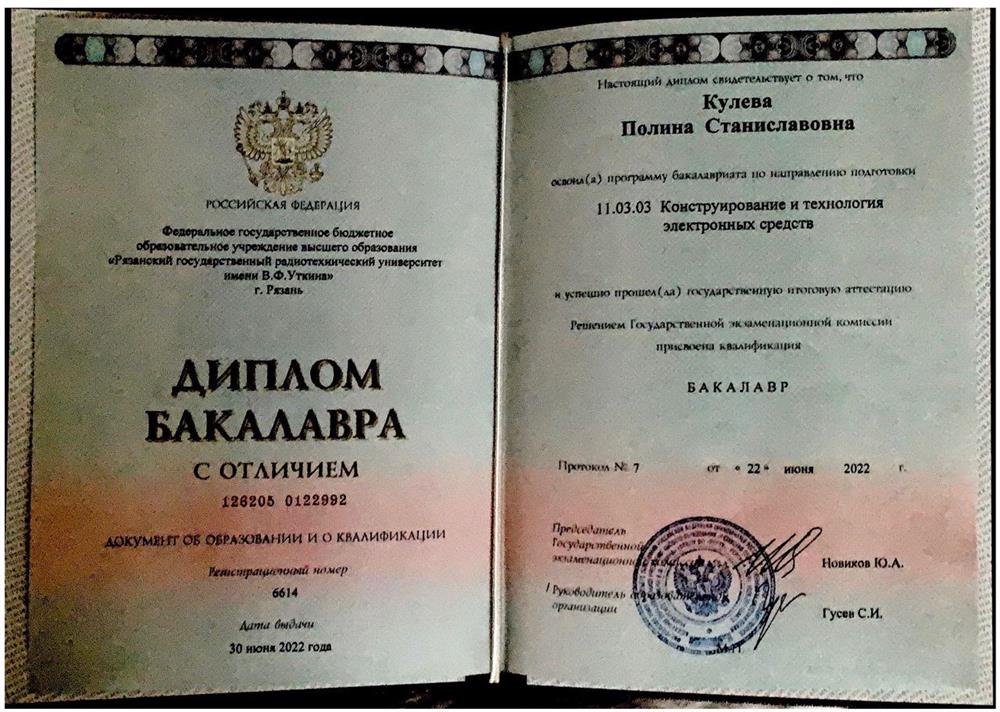 РОССИЙСКАЯ ФЕДЕРАЦИЯ
Федеральное государственное бюджетное
образовательное учреждение высшего образования
«Рязанский государственный радиотехнический университет
имени В.Ф.Уткина»
г. Рязань
ДИПЛОМ
БАКАЛАВРА
С ОТЛИЧИЕМ
126205 0122992
ДОКУМЕНТ ОБ ОБРАЗОВАНИИ И О КВАЛИФИКАЦИИ
Регистрационный номер
6614
Дата выдачи
30 июня 2022 года
Настоящий диплом свидетельствует о том, что
Кулева
Полина Станиславовна
освоил(а) программу бакалавриата по направлению подготовки
11.03.03 Конструирование и технология
электронных средств
и успешно прошел(ла) государственную итоговую аттестацию
Решением Государственной экзаменационной комиссии
присвоена квалификация
БАКАЛАВР
Протокол № 7 от « 22 » июня 2022 г.
Председатель
Государственной
экзаменационной
Новиков Ю.А.
Руководитель образовательной
организации
Гусев С.И.
М.П.